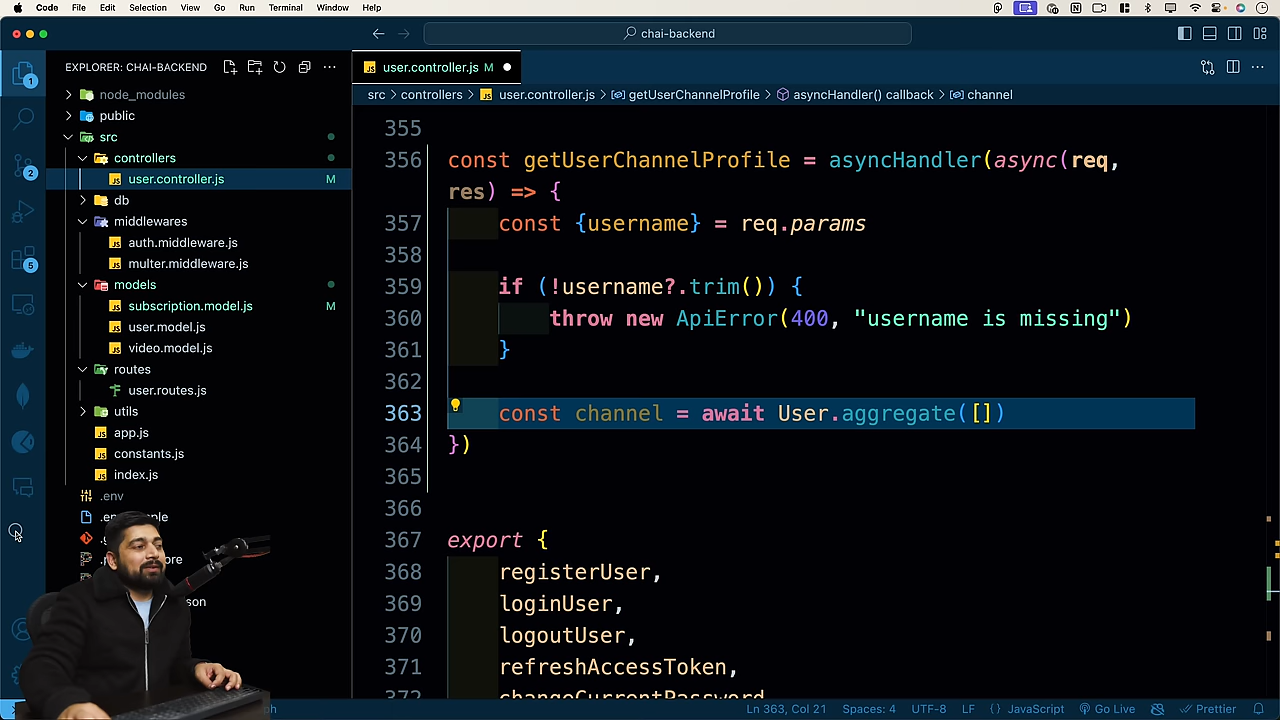 Code File Edit Selection View Go Run Terminal Window Help
chai-backend
EXPLORER: CHAI-BACKEND
node_modules
public
src
controllers
user.controller.js M
db
middlewares
auth.middleware.js
multer.middleware.js
models
subscription.model.js M
user.model.js
video.model.js
routes
user.routes.js
utils
app.js
constants.js
index.js
.env
1
2
5
user.controller.js M
src > controllers > user.controller.js > getUserChannelProfile > asyncHandler() callback > channel
355
356 const getUserChannelProfile = asyncHandler(async(req,
res) => {
357 const {username} = req.params
358
359 if (!username?.trim()) {
360 throw new ApiError(400, "username is missing")
361 }
362
363 const channel = await User.aggregate([])
364 })
365
366
367 export {
368 registerUser,
369 loginUser,
370 logoutUser,
371 refreshAccessToken,
372 changeCurrentPassword
Ln 363, Col 21 Spaces: 4 UTF-8 LF {} JavaScript Go Live Prettier